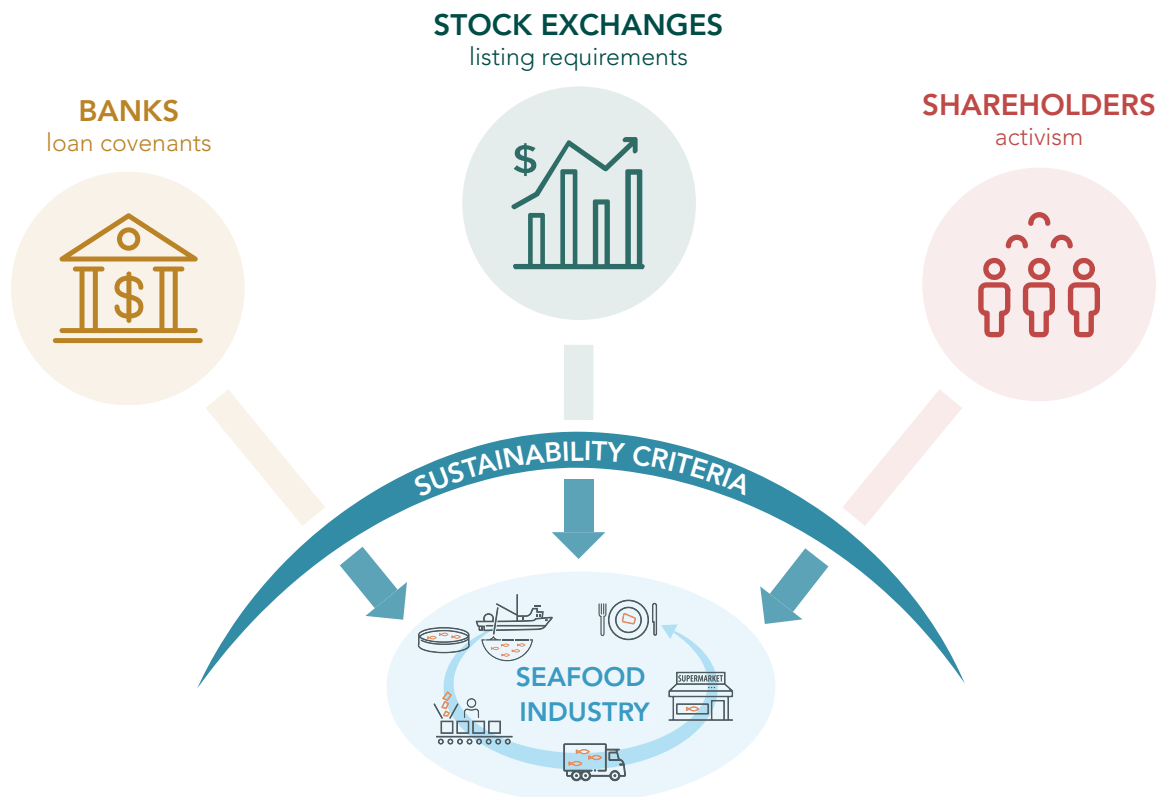 STOCK EXCHANGES
listing requirements
BANKS
loan covenants
SHAREHOLDERS
activism
$
$
SUSTAINABILITY CRITERIA
SEAFOOD
INDUSTRY
SUPERMARKET